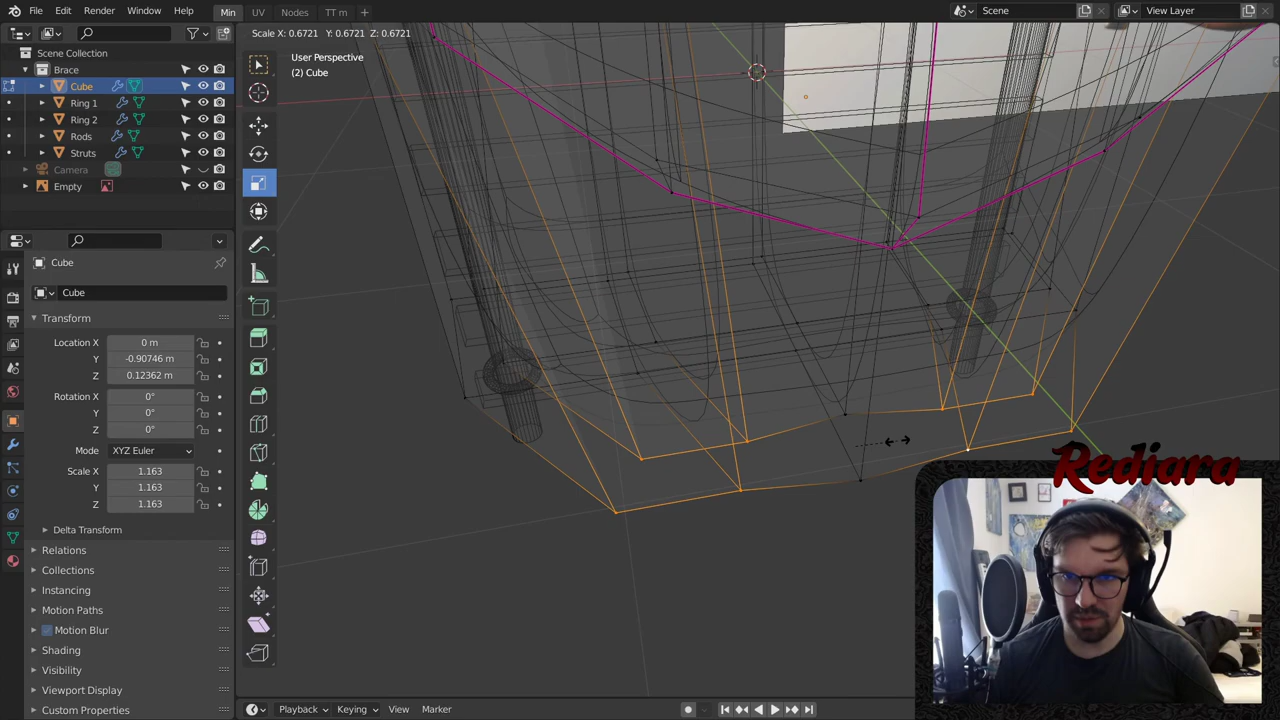 File Edit Render Window Help Min UV Nodes TT m + Scene View Layer
Scale X: 0.6721 Y: 0.6721 Z: 0.6721
User Perspective
(2) Cube
Scene Collection
Brace
Cube
Ring 1
Ring 2
Rods
Struts
Camera
Empty
Cube
Cube
Transform
Location X 0 m
Y -0.90746 m
Z 0.12362 m
Rotation X 0°
Y 0°
Z 0°
Mode XYZ Euler
Scale X 1.163
Y 1.163
Z 1.163
Delta Transform
Relations
Collections
Instancing
Motion Paths
Motion Blur
Shading
Visibility
Viewport Display
Custom Properties
Rediara
Playback Keying View Marker